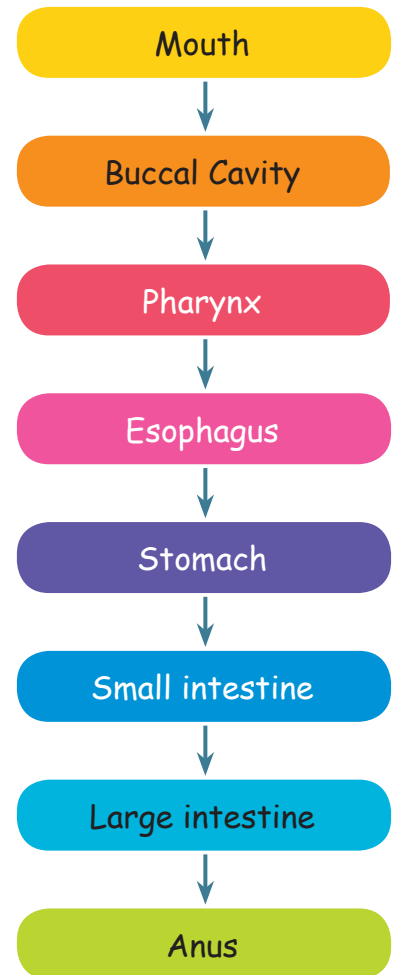 Mouth
Buccal Cavity
Pharynx
Esophagus
Stomach
Small intestine
Large intestine
Anus